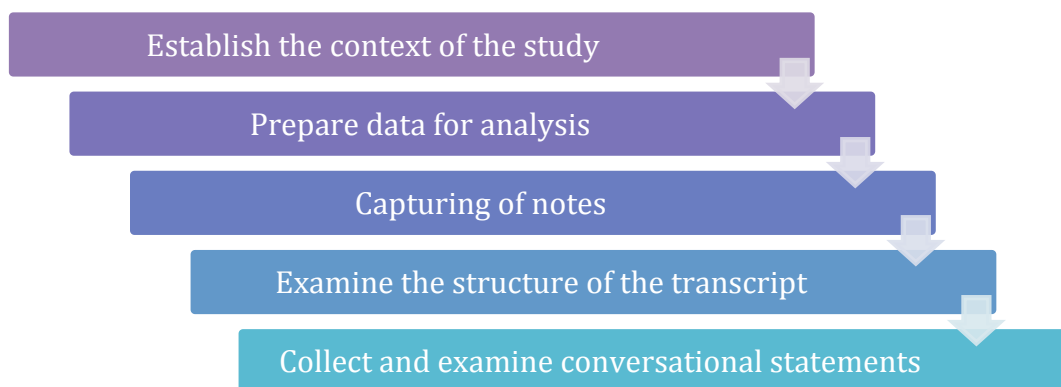 Establish the context of the study
Prepare data for analysis
Capturing of notes
Examine the structure of the transcript
Collect and examine conversational statements